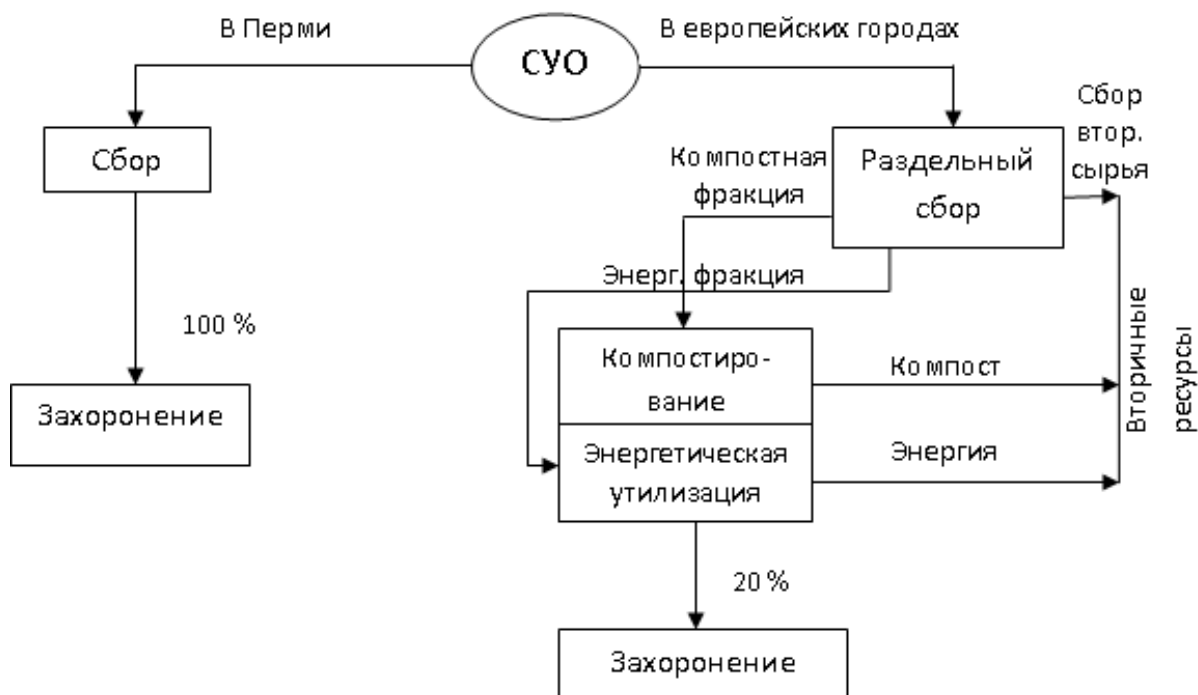 В Перми
СУО
В европейских городах
Сбор
втор.
сырья
Сбор
Компостная
фракция
Раздельный
сбор
Энерг. фракция
100 %
Компостиро-
вание
Компост
Вторичные
ресурсы
Захоронение
Энергетическая
утилизация
Энергия
20 %
Захоронение